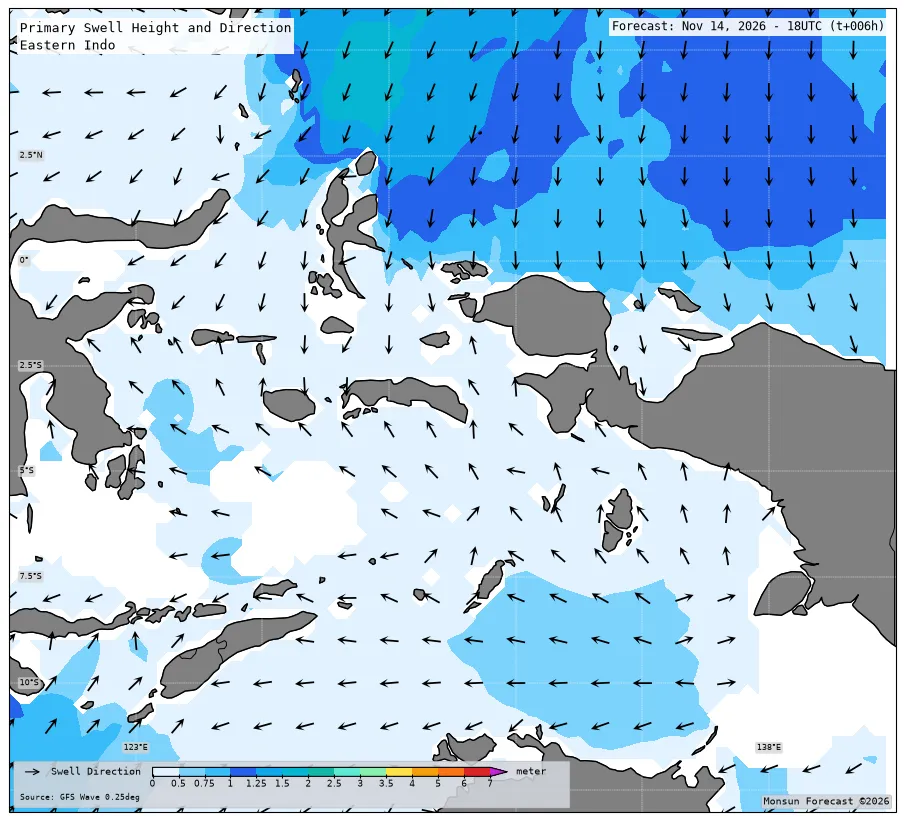 Primary Swell Height and Direction
Eastern Indo
Forecast: Nov 14, 2026 - 18UTC (t+006h)
2.5°N
0°
2.5°S
5°S
7.5°S
10°S
123°E
138°E
Swell Direction
meter
0 0.5 0.75 1 1.25 1.5 2 2.5 3 3.5 4 5 6 7
Source: GFS Wave 0.25deg
Monsun Forecast ©2026